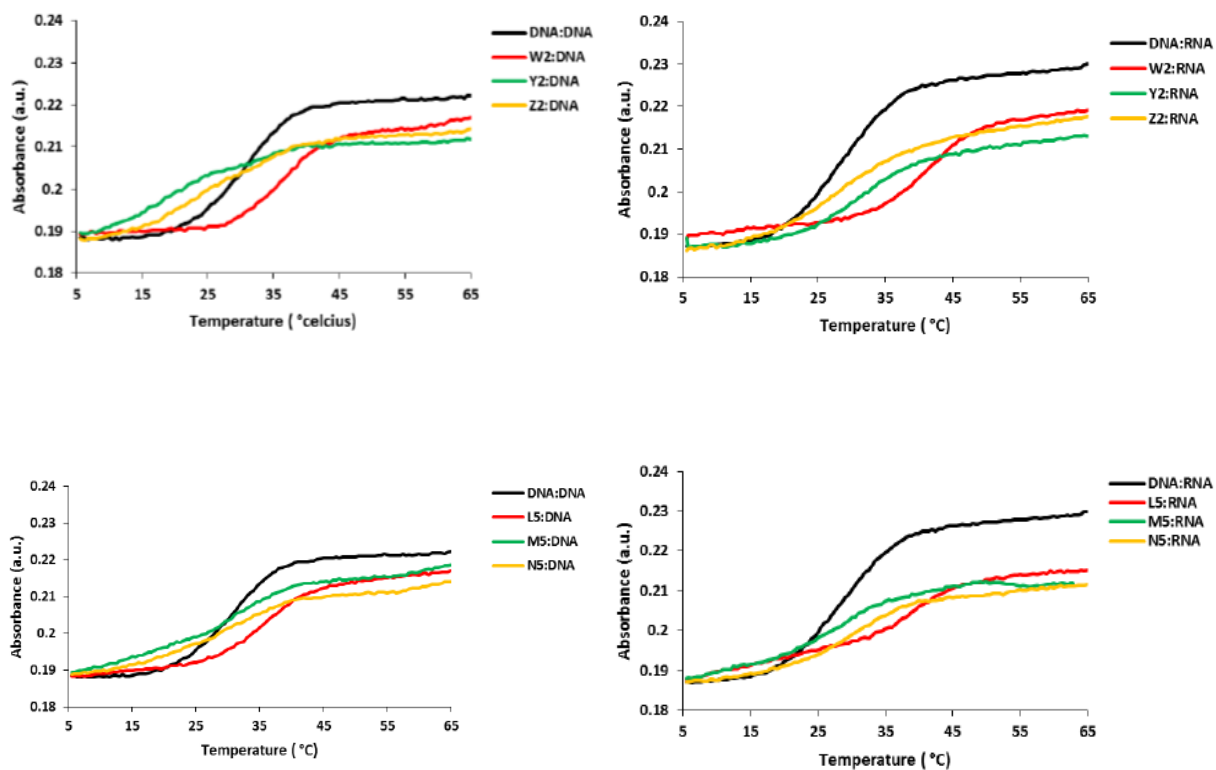 0.24
0.23
0.22
0.21
0.2
0.19
0.18
Absorbance (a.u.)
5 15 25 35 45 55 65
Temperature ( °celcius)
DNA:DNA
W2:DNA
Y2:DNA
Z2:DNA
0.24
0.23
0.22
0.21
0.2
0.19
0.18
Absorbance (a.u.)
5 15 25 35 45 55 65
Temperature (°C)
DNA:RNA
W2:RNA
Y2:RNA
Z2:RNA
0.24
0.23
0.22
0.21
0.2
0.19
0.18
Absorbance (a.u.)
5 15 25 35 45 55 65
Temperature (°C)
DNA:DNA
L5:DNA
M5:DNA
N5:DNA
0.24
0.23
0.22
0.21
0.2
0.19
0.18
Absorbance (a.u.)
5 15 25 35 45 55 65
Temperature (°C)
DNA:RNA
L5:RNA
M5:RNA
N5:RNA